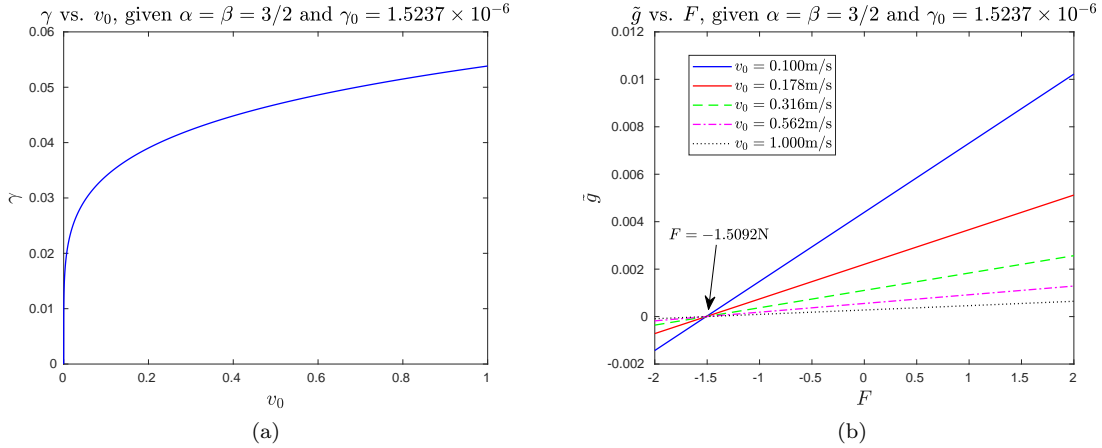 γ vs. v₀, given α = β = 3/2 and γ₀ = 1.5237 × 10⁻⁶
0.06
0.05
0.04
0.03
0.02
0.01
0
γ
0
0.2
0.4
0.6
0.8
1
v₀
(a)
g̃ vs. F, given α = β = 3/2 and γ₀ = 1.5237 × 10⁻⁶
0.012
0.01
0.008
0.006
0.004
0.002
0
-0.002
g̃
v₀ = 0.100m/s
v₀ = 0.178m/s
v₀ = 0.316m/s
v₀ = 0.562m/s
v₀ = 1.000m/s
F = −1.5092N
-2
-1.5
-1
-0.5
0
0.5
1
1.5
2
F
(b)